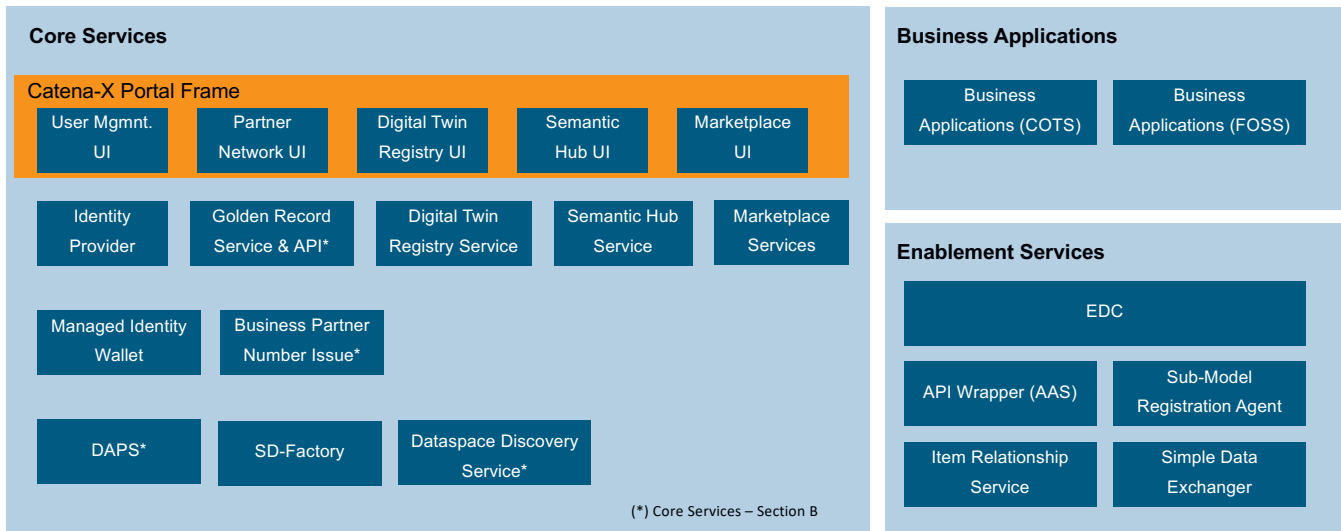 Core Services
Catena-X Portal Frame
User Mgmnt.
UI
Partner
Network UI
Digital Twin
Registry UI
Semantic
Hub UI
Marketplace
UI
Identity
Provider
Golden Record
Service & API*
Digital Twin
Registry Service
Semantic Hub
Service
Marketplace
Services
Managed Identity
Wallet
Business Partner
Number Issue*
DAPS*
SD-Factory
Dataspace Discovery
Service*
(*) Core Services – Section B
Business Applications
Business
Applications (COTS)
Business
Applications (FOSS)
Enablement Services
EDC
API Wrapper (AAS)
Sub-Model
Registration Agent
Item Relationship
Service
Simple Data
Exchanger